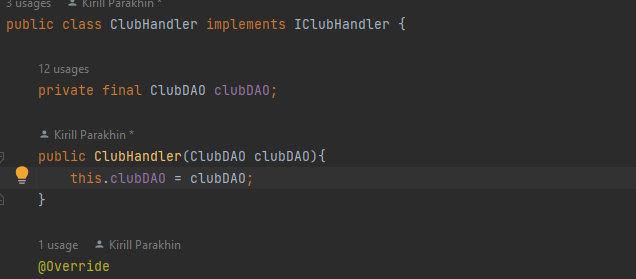 3 usages Kirill Parakhin *
public class ClubHandler implements IClubHandler {
12 usages
private final ClubDAO clubDAO;
Kirill Parakhin *
public ClubHandler(ClubDAO clubDAO){
this.clubDAO = clubDAO;
}
1 usage Kirill Parakhin
@Override